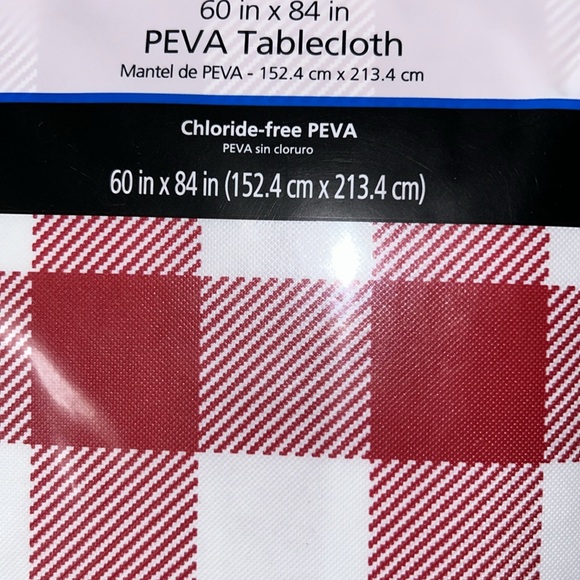 60 in x 84 in
PEVA Tablecloth
Mantel de PEVA - 152.4 cm x 213.4 cm
Chloride-free PEVA
PEVA sin cloruro
60 in x 84 in (152.4 cm x 213.4 cm)